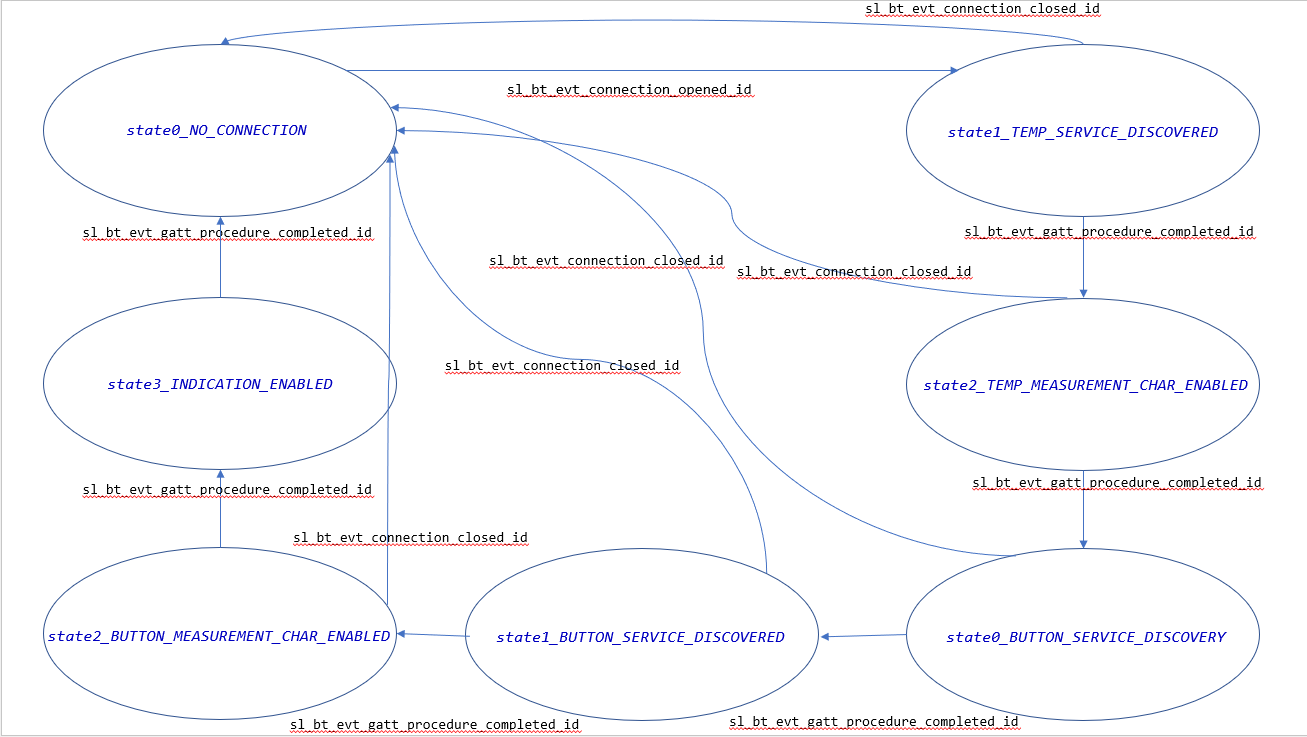 sl_bt_evt_connection_closed_id
sl_bt_evt_connection_opened_id
state0_NO_CONNECTION
state1_TEMP_SERVICE_DISCOVERED
sl_bt_evt_gatt_procedure_completed_id
sl_bt_evt_gatt_procedure_completed_id
sl_bt_evt_connection_closed_id
sl_bt_evt_connection_closed_id
sl_bt_evt_connection_closed_id
state3_INDICATION_ENABLED
state2_TEMP_MEASUREMENT_CHAR_ENABLED
sl_bt_evt_gatt_procedure_completed_id
sl_bt_evt_gatt_procedure_completed_id
sl_bt_evt_connection_closed_id
state2_BUTTON_MEASUREMENT_CHAR_ENABLED
state1_BUTTON_SERVICE_DISCOVERED
state0_BUTTON_SERVICE_DISCOVERY
sl_bt_evt_gatt_procedure_completed_id
sl_bt_evt_gatt_procedure_completed_id